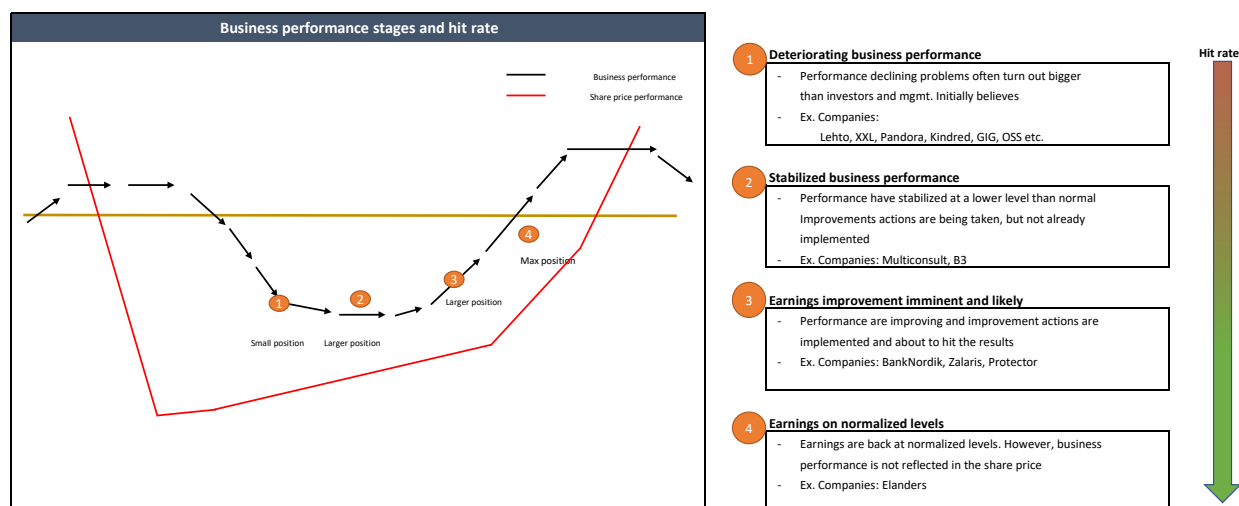 Business performance stages and hit rate
Business performance
Share price performance
1
2
3
4
Max position
Larger position
Small position
Larger position
Hit rate
1
Deteriorating business performance
- Performance declining problems often turn out bigger
than investors and mgmt. Initially believes
- Ex. Companies:
Lehto, XXL, Pandora, Kindred, GIG, OSS etc.
2
Stabilized business performance
- Performance have stabilized at a lower level than normal
Improvements actions are being taken, but not already
implemented
- Ex. Companies: Multiconsult, B3
3
Earnings improvement imminent and likely
- Performance are improving and improvement actions are
implemented and about to hit the results
- Ex. Companies: BankNordik, Zalaris, Protector
4
Earnings on normalized levels
- Earnings are back at normalized levels. However, business
performance is not reflected in the share price
- Ex. Companies: Elanders